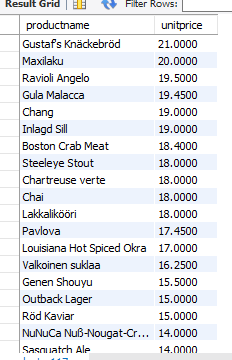 Result Grid Filter Rows:
productname unitprice
Gustaf's Knäckebröd 21.0000
Maxilaku 20.0000
Ravioli Angelo 19.5000
Gula Malacca 19.4500
Chang 19.0000
Inlagd Sill 19.0000
Boston Crab Meat 18.4000
Steeleye Stout 18.0000
Chartreuse verte 18.0000
Chai 18.0000
Lakkalikööri 18.0000
Pavlova 17.4500
Louisiana Hot Spiced Okra 17.0000
Valkoinen suklaa 16.2500
Genen Shouyu 15.5000
Outback Lager 15.0000
Röd Kaviar 15.0000
NuNuCa Nuß-Nougat-Cr... 14.0000
Sasquatch Ale 14.0000